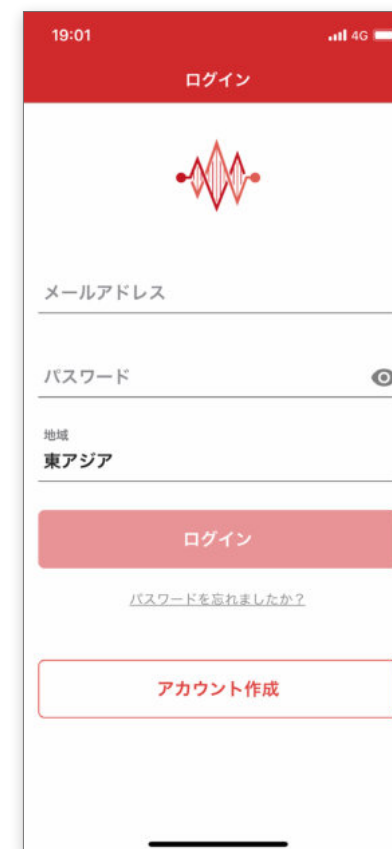 19:01 4G
ログイン
メールアドレス
パスワード
地域
東アジア
ログイン
パスワードを忘れましたか？
アカウント作成